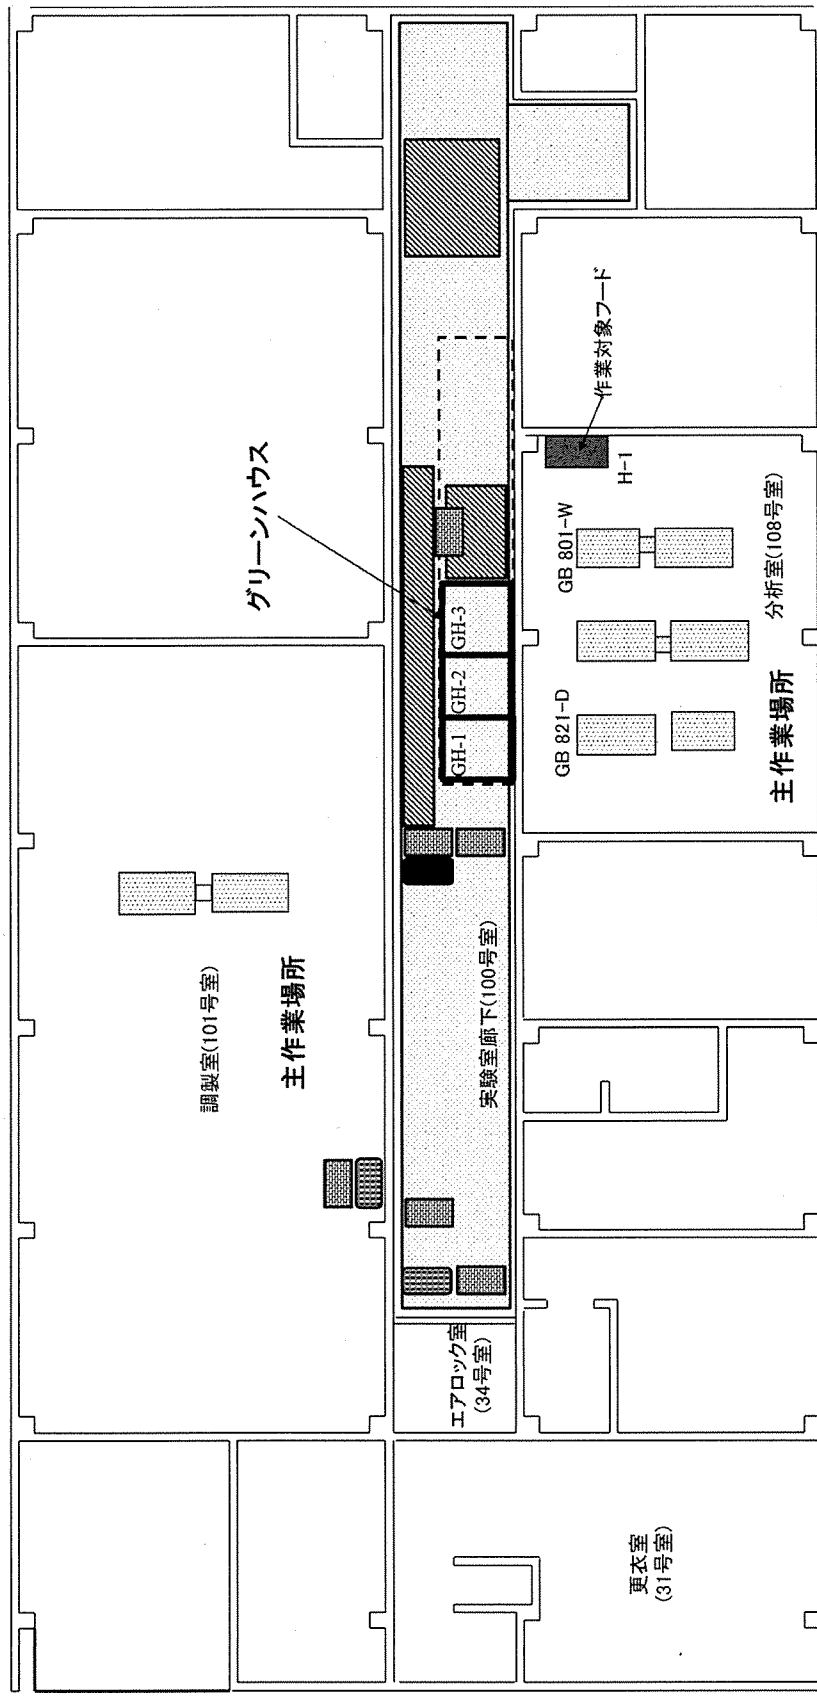 調製室(101号室)
主作業場所
グリーンハウス
エアロック室
(34号室)
実験室廊下(100号室)
GH-1
GH-2
GH-3
更衣室
(31号室)
GB 821-D
GB 801-W
H-1
作業対象フード
分析室(108号室)
主作業場所